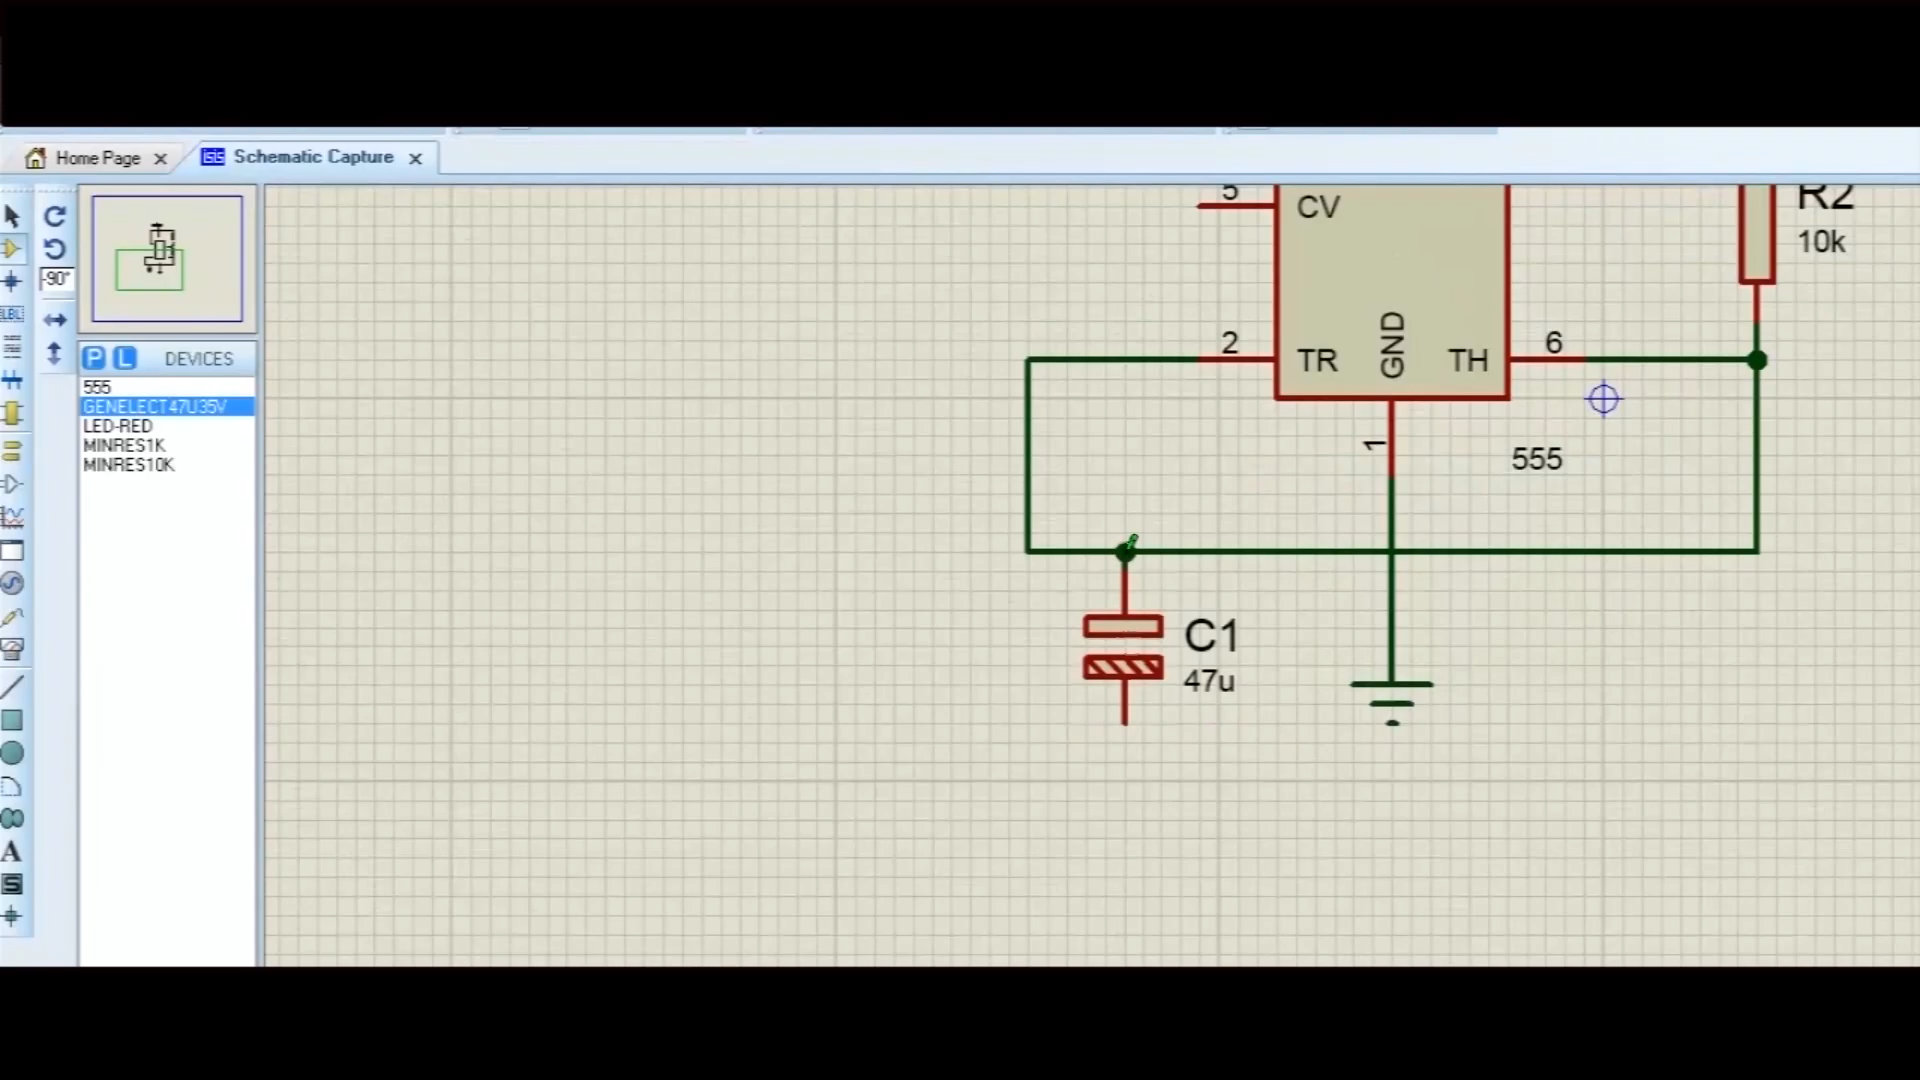 Home Page
Schematic Capture
-90°
LBL
P L DEVICES
555
GENELECT47U35V
LED-RED
MINRES1K
MINRES10K
A
S
5
CV
R2
10k
2
TR
GND
TH
6
1
555
C1
47u